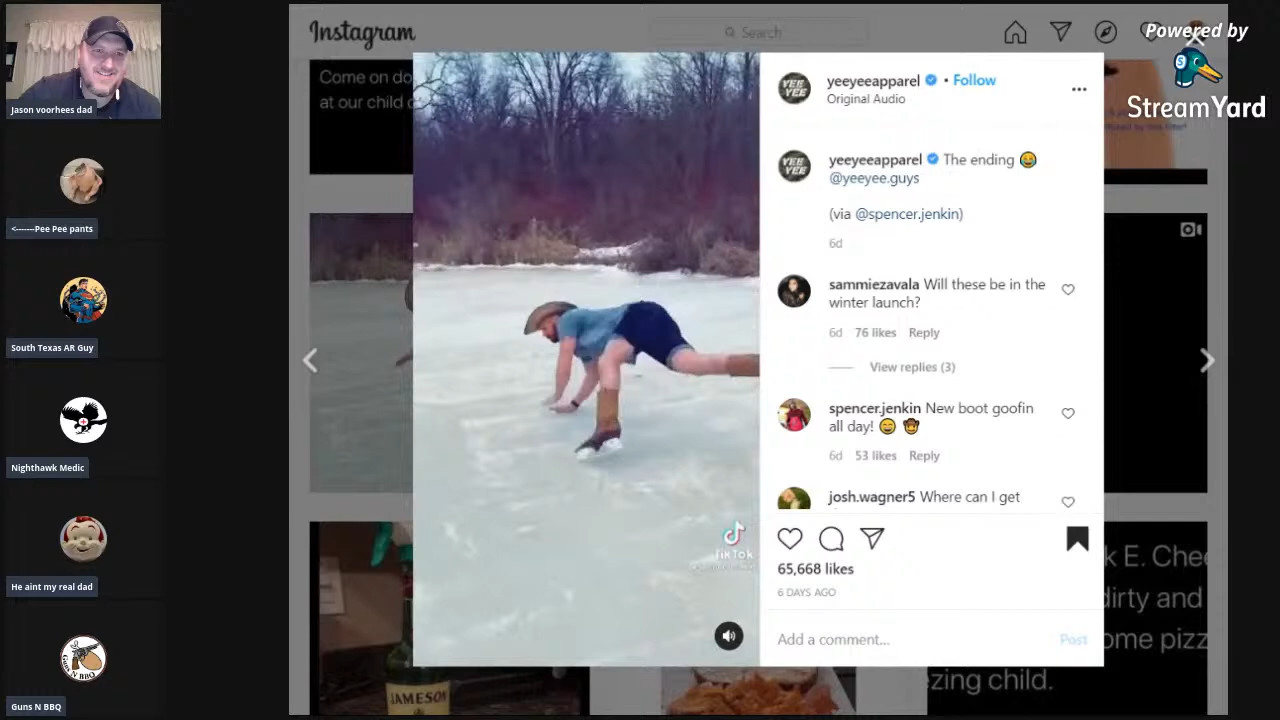 Jason voorhees dad
<------Pee Pee pants
South Texas AR Guy
Nighthawk Medic
He aint my real dad
Guns N BBQ
Instagram
Search
Powered by
StreamYard
Come on do
at our child c
yeeyeeapparel • Follow
Original Audio
YEE
YEE
yeeyeeapparel The ending 😂
@yeeyee.guys
(via @spencer.jenkin)
6d
sammiezavala Will these be in the
winter launch?
6d 76 likes Reply
View replies (3)
spencer.jenkin New boot goofin
all day! 😄 🤠
6d 53 likes Reply
josh.wagner5 Where can I get
65,668 likes
6 DAYS AGO
Add a comment...
Post
TikTok
JAMESON
k E. Chee
dirty and
ome pizz
ezing child.